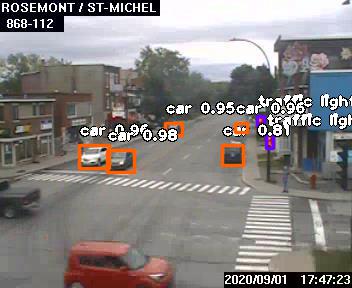 ROSEMONT / ST-MICHEL
868-112
car 0.95
car 0.96
traffic light
traffic light
car 0.96
car 0.98
car 0.81
2020/09/01 17:47:23